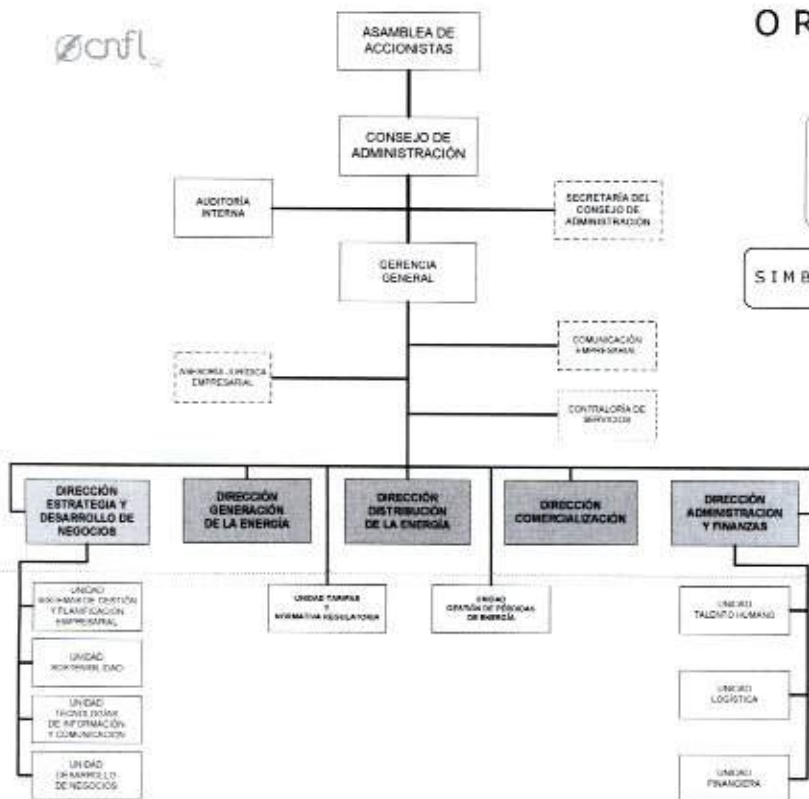 cnfl
O R
ASAMBLEA DE
ACCIONISTAS
CONSEJO DE
ADMINISTRACIÓN
AUDITORÍA
INTERNA
SECRETARÍA DEL
CONSEJO DE
ADMINISTRACIÓN
GERENCIA
GENERAL
S I M B
COMUNICACIÓN
EMPRESARIAL
ASESORÍA JURÍDICA
EMPRESARIAL
CONTRALORÍA DE
SERVICIOS
DIRECCIÓN
ESTRATEGIA Y
DESARROLLO DE
NEGOCIOS
DIRECCIÓN
GENERACIÓN
DE LA ENERGÍA
DIRECCIÓN
DISTRIBUCIÓN
DE LA ENERGÍA
DIRECCIÓN
COMERCIALIZACIÓN
DIRECCIÓN
ADMINISTRACION
Y FINANZAS
UNIDAD
SISTEMAS DE GESTIÓN
Y PLANIFICACIÓN
EMPRESARIAL
UNIDAD TARIFAS
Y
NORMATIVA REGULATORIA
UNIDAD
GESTIÓN DE PÉRDIDAS
DE ENERGÍA
UNIDAD
TALENTO HUMANO
UNIDAD
SOSTENIBILIDAD
UNIDAD
TECNOLOGÍAS
DE INFORMACIÓN
Y COMUNICACIÓN
UNIDAD
LOGÍSTICA
UNIDAD
DESARROLLO
DE NEGOCIOS
UNIDAD
FINANCIERA